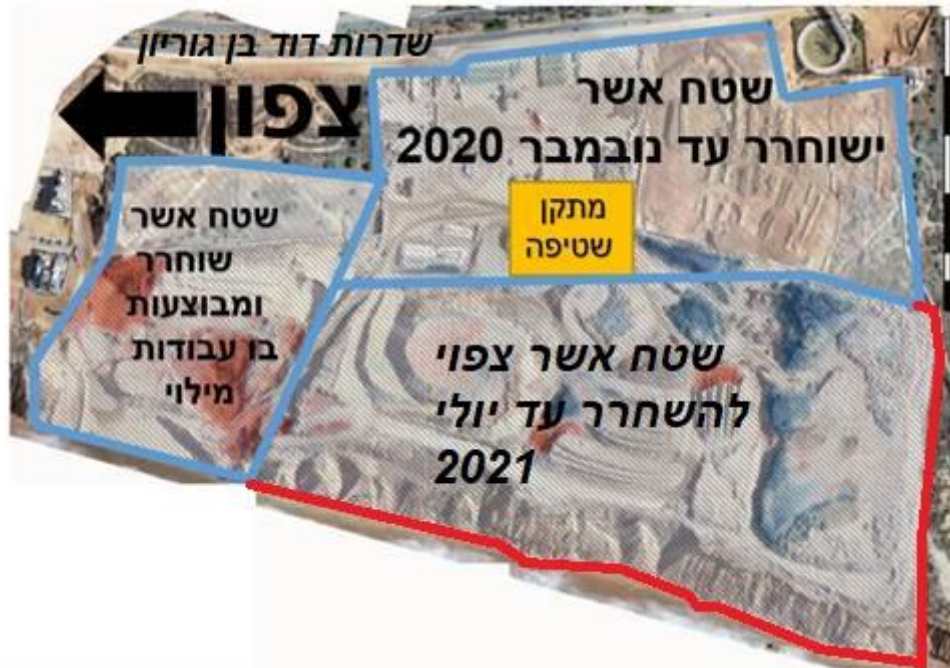 שדרות דוד בן גוריון
צפון
שטח אשר
ישוחרר עד נובמבר 2020
מתקן
שטיפה
שטח אשר
שוחרר
ומבוצעות
בו עבודות
מילוי
שטח אשר צפוי
להשחרר עד יולי
2021